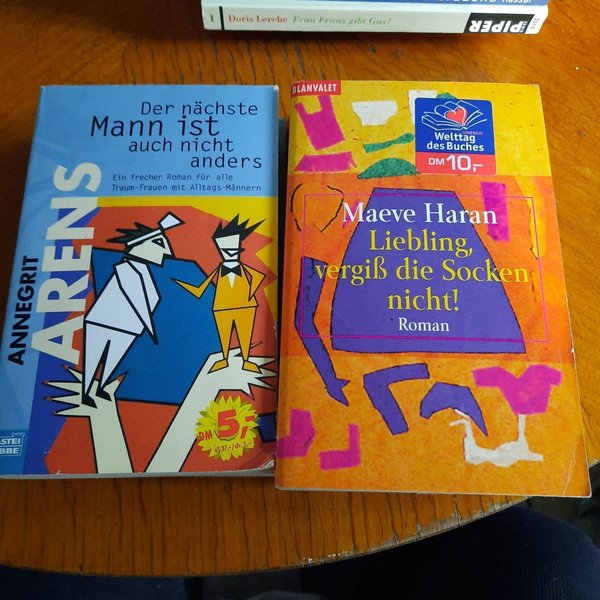 Doris Lerche Frau Franz gibt Gas!
PIPER
Der nächste
Mann ist
auch nicht
anders
Ein frecher Roman für alle
Traum-Frauen mit Alltags-Männern
ANNEGRIT
ARENS
DM 5,-
BLANVALET
UNESCO
Welttag
des Buches
DM 10,-
Maeve Haran
Liebling,
vergiß die Socken
nicht!
Roman